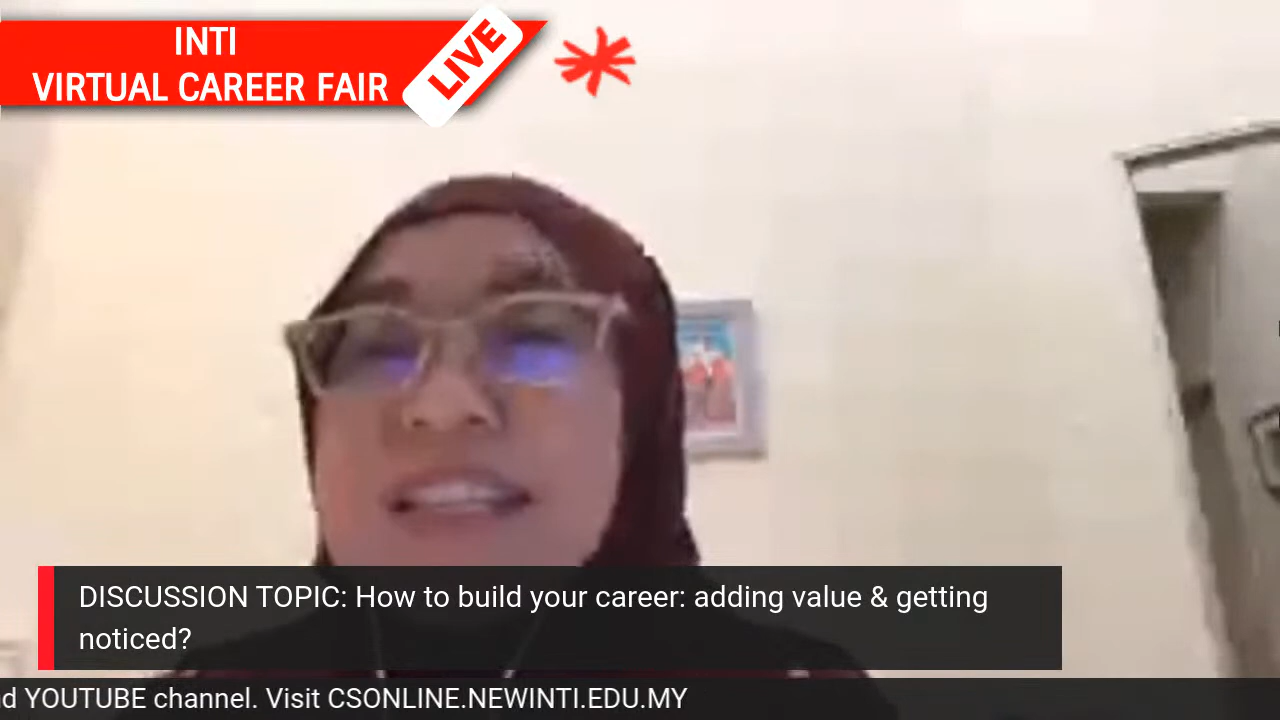 INTI
VIRTUAL CAREER FAIR
LIVE
DISCUSSION TOPIC: How to build your career: adding value & getting
noticed?
d YOUTUBE channel. Visit CSONLINE.NEWINTI.EDU.MY